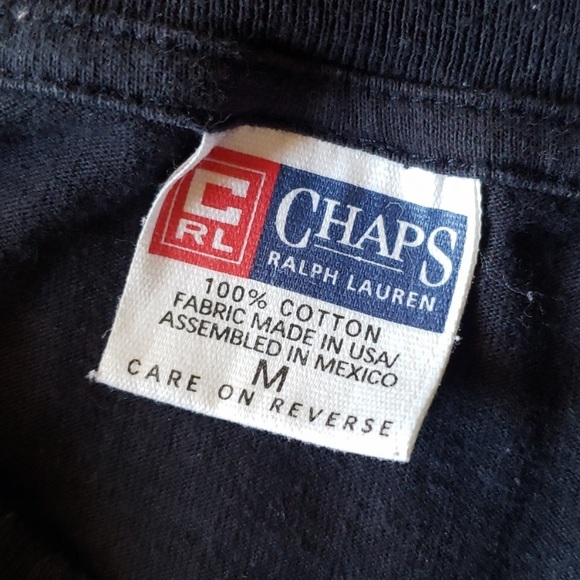 C
RL
CHAPS
RALPH LAUREN
100% COTTON
FABRIC MADE IN USA/
ASSEMBLED IN MEXICO
M
CARE ON REVERSE